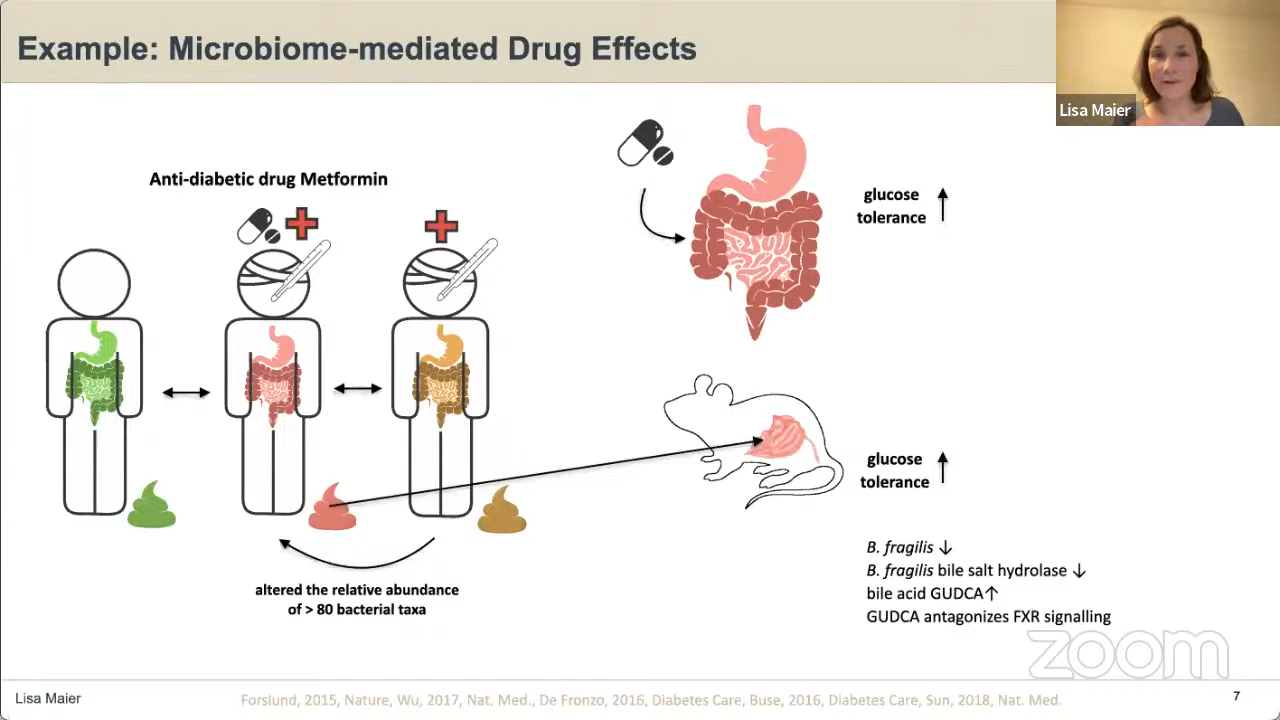 Example: Microbiome-mediated Drug Effects
Lisa Maier
Anti-diabetic drug Metformin
glucose
tolerance
glucose
tolerance
altered the relative abundance
of > 80 bacterial taxa
B. fragilis ↓
B. fragilis bile salt hydrolase ↓
bile acid GUDCA↑
GUDCA antagonizes FXR signalling
zoom
Lisa Maier
Forslund, 2015, Nature, Wu, 2017, Nat. Med., De Fronzo, 2016, Diabetes Care, Buse, 2016, Diabetes Care, Sun, 2018, Nat. Med.
7